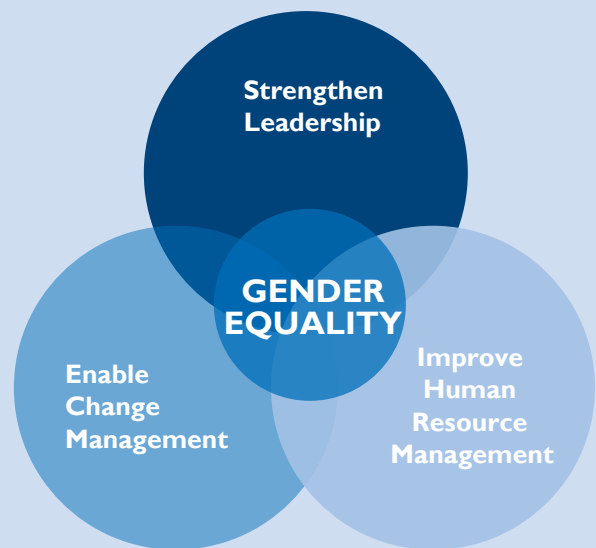 Strengthen
Leadership
GENDER
EQUALITY
Enable
Change
Management
Improve
Human
Resource
Management